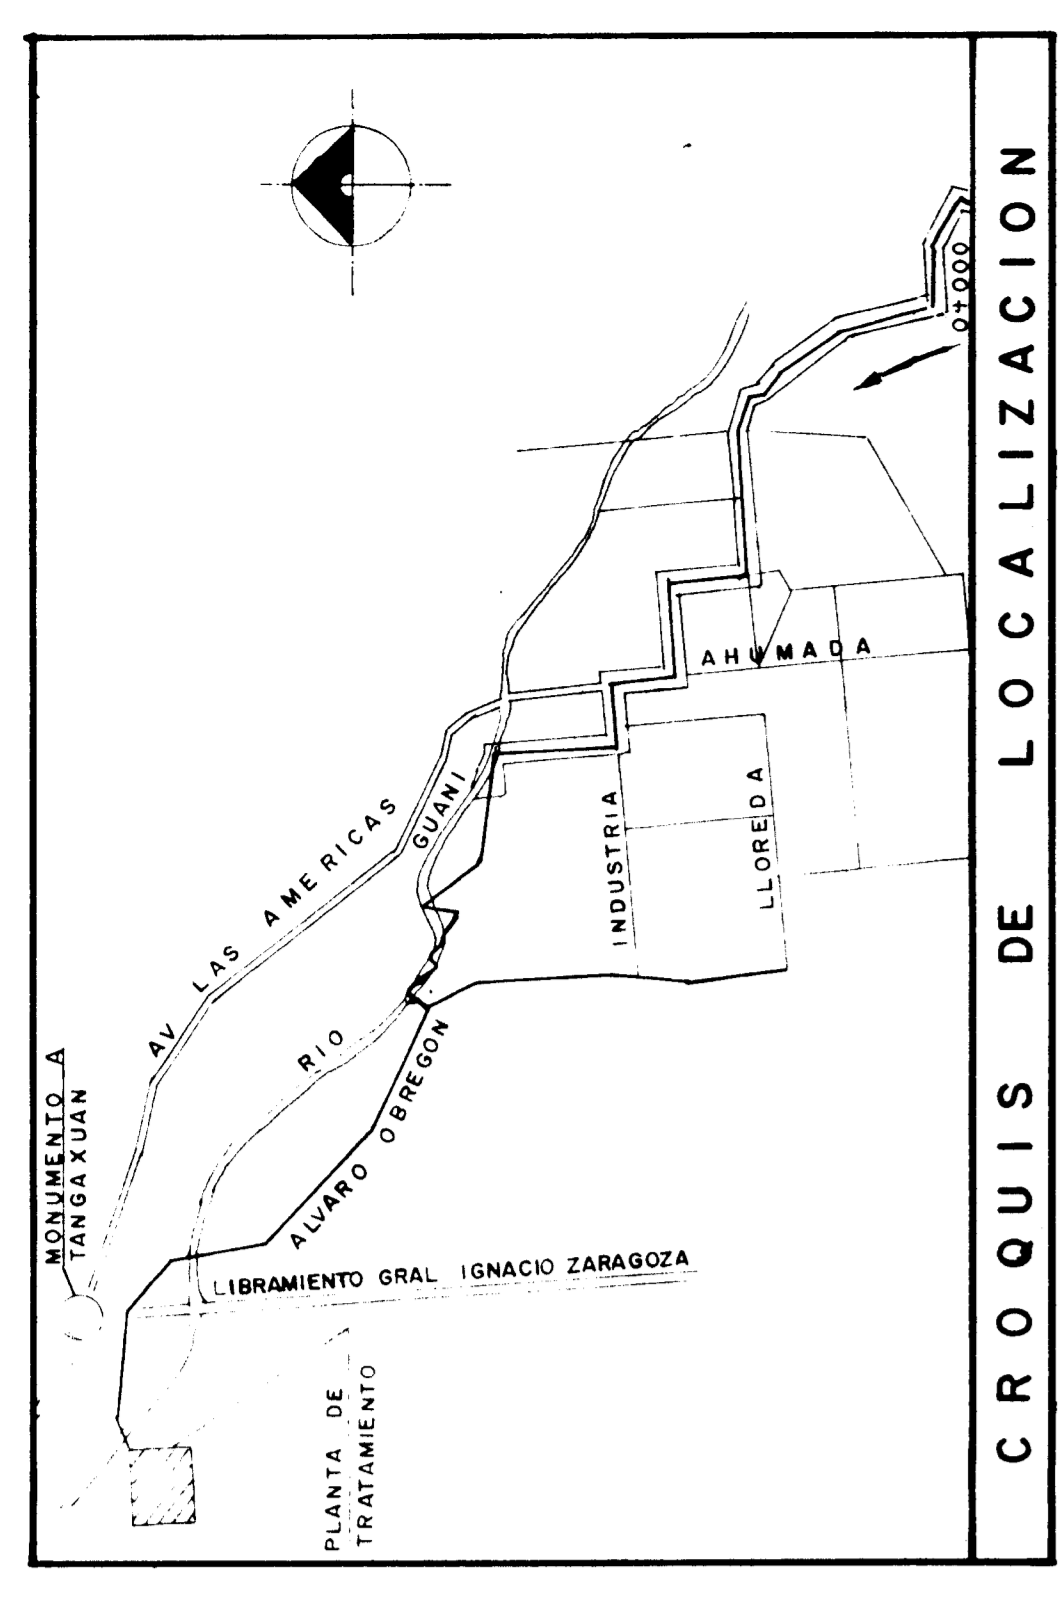 MONUMENTO A
TANGAXUAN
AV LAS AMERICAS
RIO GUANI
ALVARO OBREGON
LIBRAMIENTO GRAL IGNACIO ZARAGOZA
PLANTA DE
TRATAMIENTO
INDUSTRIA
LLOREDA
AHUMADA
0+000
CROQUIS DE LOCALIZACION